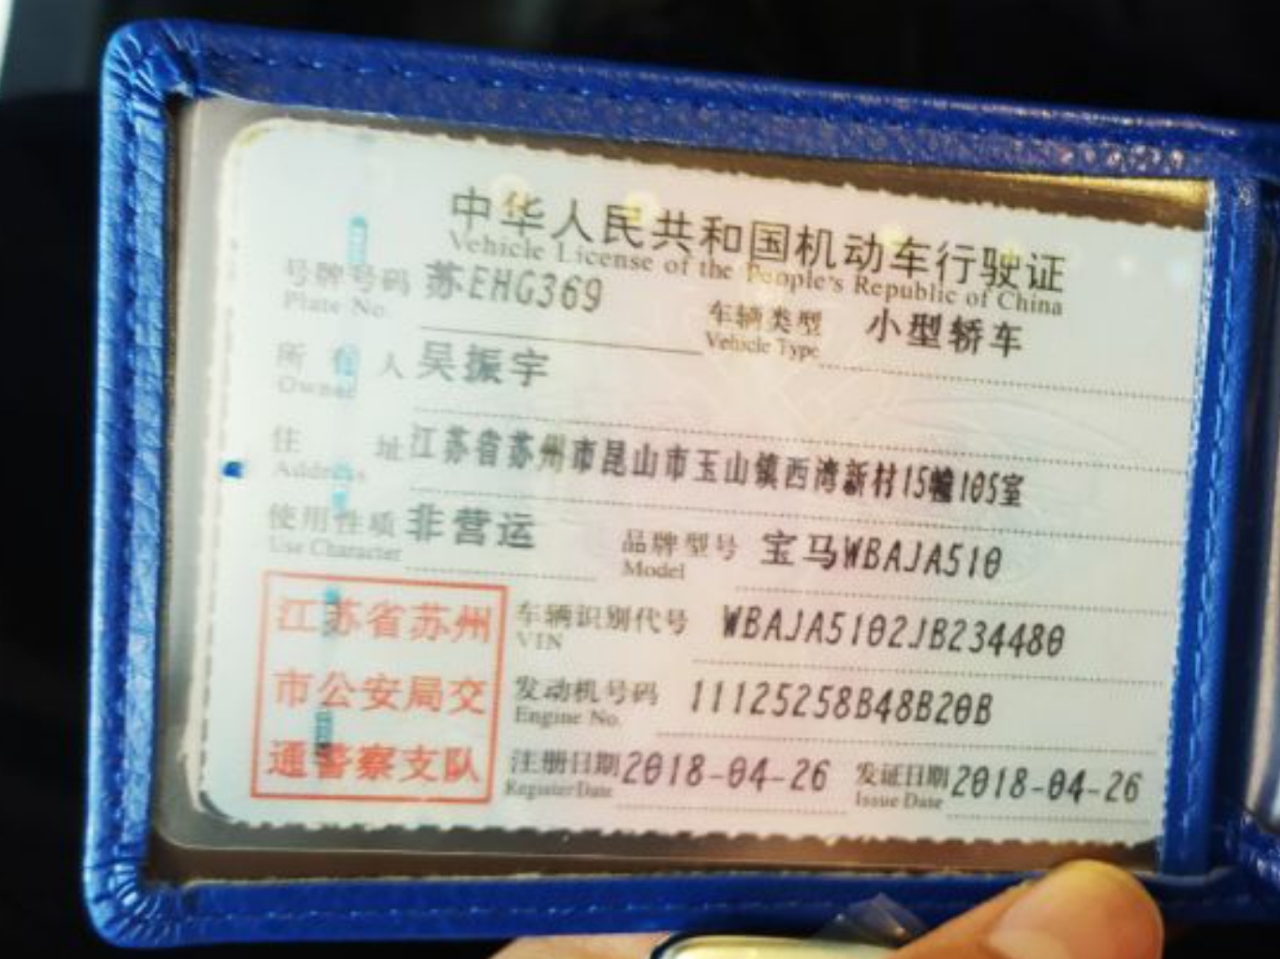 中华人民共和国机动车行驶证
Vehicle License of the People's Republic of China
号牌号码 苏EHG369 车辆类型 小型轿车
Plate No. Vehicle Type
所有人 吴振宇
Owner
住址 江苏省苏州市昆山市玉山镇西湾新村15幢105室
Address
使用性质 非营运 品牌型号 宝马WBAJA510
Use Character Model
江苏省苏州 车辆识别代号 WBAJA5102JB234480
VIN
市公安局交 发动机号码 11125258B48B20B
Engine No.
通警察支队 注册日期 2018-04-26 发证日期 2018-04-26
Register Date Issue Date